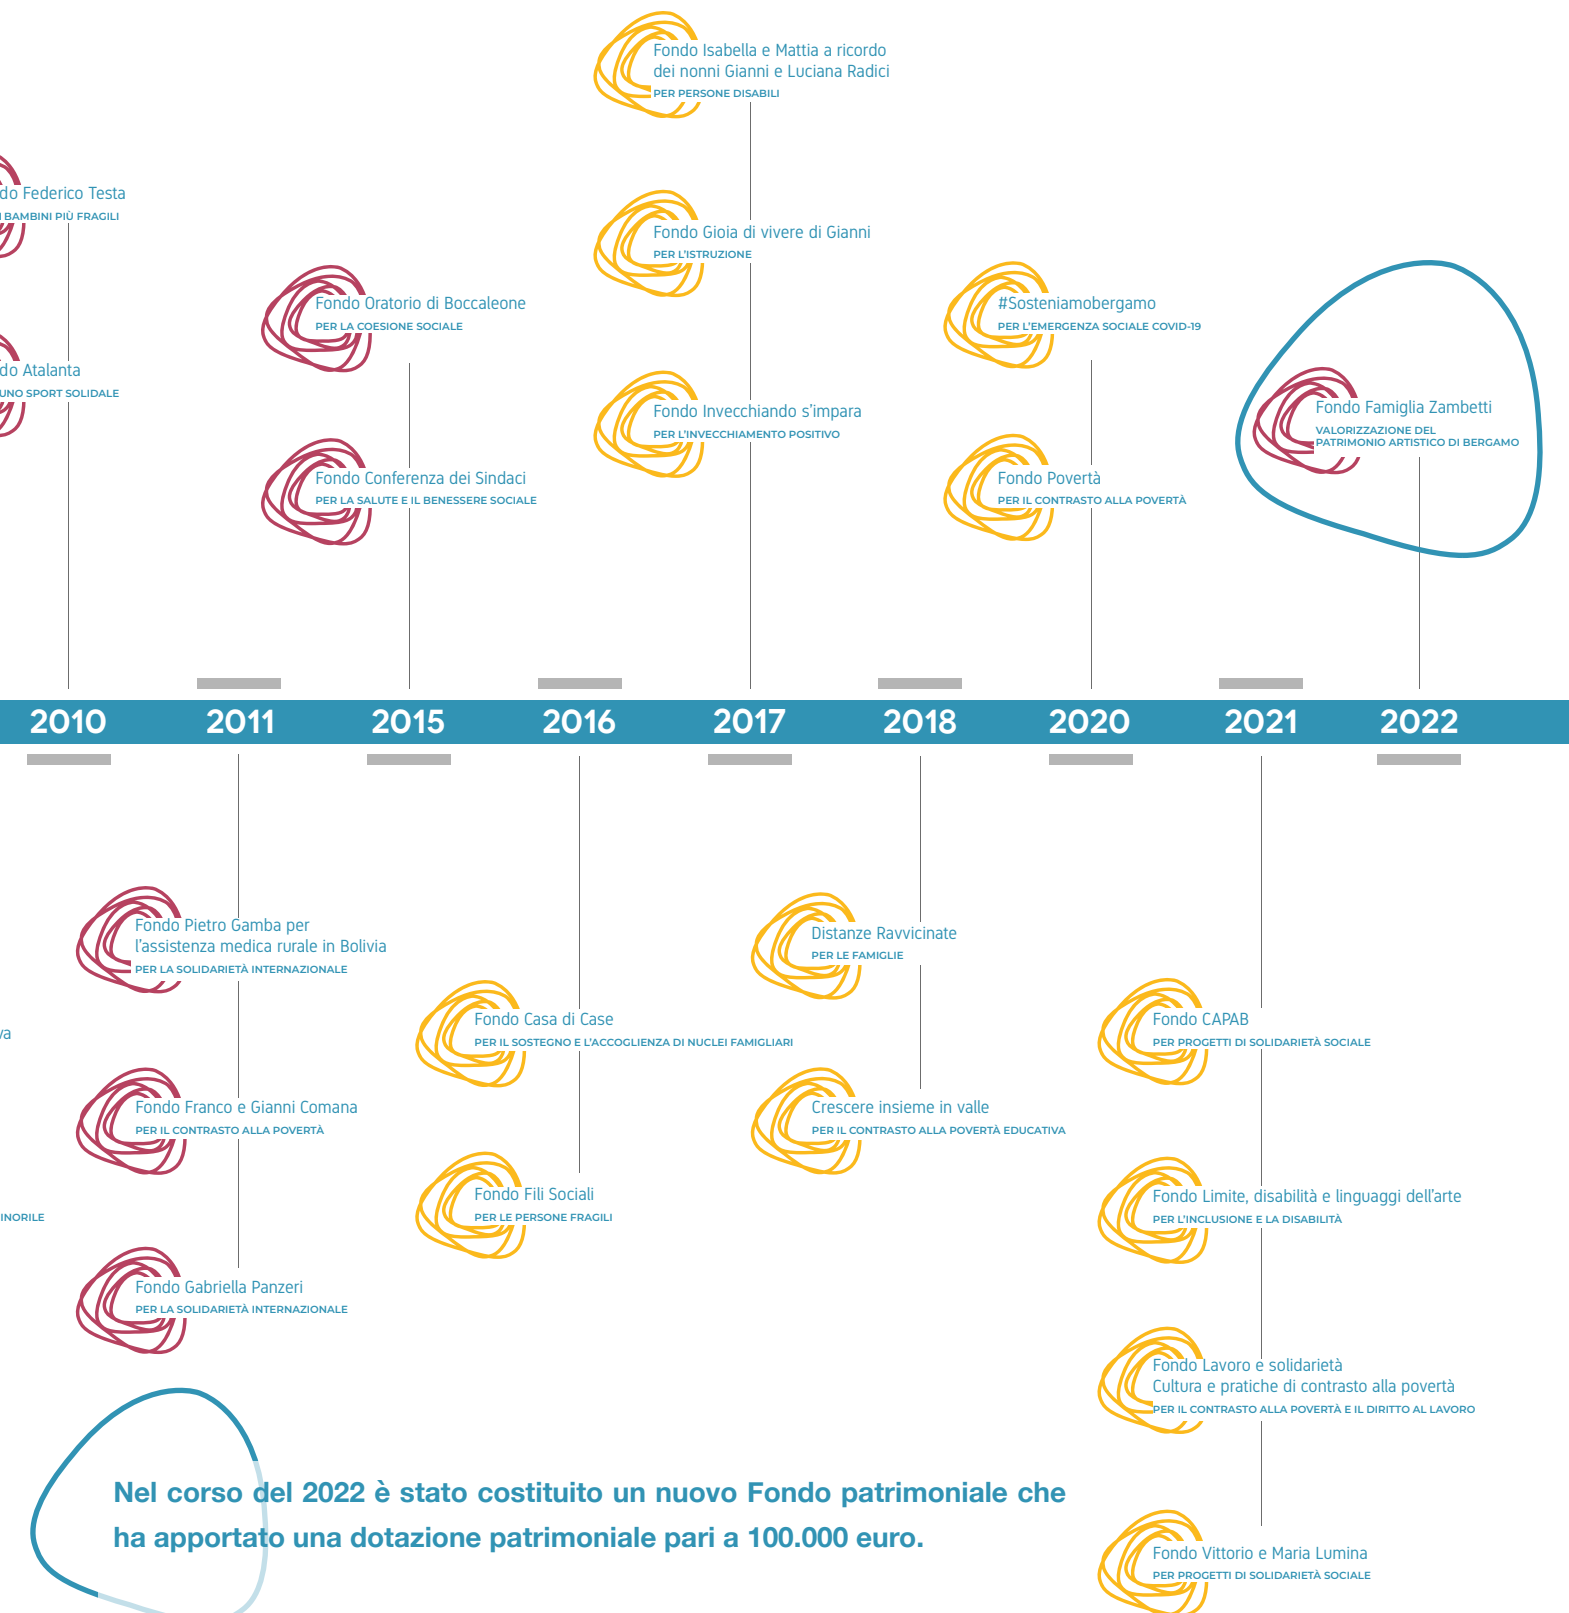 Fondo Isabella e Mattia a ricordo
dei nonni Gianni e Luciana Radici
PER PERSONE DISABILI
do Federico Testa
I BAMBINI PIÙ FRAGILI
Fondo Gioia di vivere di Gianni
PER L'ISTRUZIONE
Fondo Oratorio di Boccaleone
PER LA COESIONE SOCIALE
#Sosteniamobergamo
PER L'EMERGENZA SOCIALE COVID-19
do Atalanta
UNO SPORT SOLIDALE
Fondo Invecchiando s'impara
PER L'INVECCHIAMENTO POSITIVO
Fondo Famiglia Zambetti
VALORIZZAZIONE DEL
PATRIMONIO ARTISTICO DI BERGAMO
Fondo Conferenza dei Sindaci
PER LA SALUTE E IL BENESSERE SOCIALE
Fondo Povertà
PER IL CONTRASTO ALLA POVERTÀ
2010 2011 2015 2016 2017 2018 2020 2021 2022
Fondo Pietro Gamba per
l'assistenza medica rurale in Bolivia
PER LA SOLIDARIETÀ INTERNAZIONALE
Distanze Ravvicinate
PER LE FAMIGLIE
va
Fondo Casa di Case
PER IL SOSTEGNO E L'ACCOGLIENZA DI NUCLEI FAMIGLIARI
Fondo CAPAB
PER PROGETTI DI SOLIDARIETÀ SOCIALE
Fondo Franco e Gianni Comana
PER IL CONTRASTO ALLA POVERTÀ
Crescere insieme in valle
PER IL CONTRASTO ALLA POVERTÀ EDUCATIVA
INORILE
Fondo Fili Sociali
PER LE PERSONE FRAGILI
Fondo Limite, disabilità e linguaggi dell'arte
PER L'INCLUSIONE E LA DISABILITÀ
Fondo Gabriella Panzeri
PER LA SOLIDARIETÀ INTERNAZIONALE
Fondo Lavoro e solidarietà
Cultura e pratiche di contrasto alla povertà
PER IL CONTRASTO ALLA POVERTÀ E IL DIRITTO AL LAVORO
Nel corso del 2022 è stato costituito un nuovo Fondo patrimoniale che
ha apportato una dotazione patrimoniale pari a 100.000 euro.
Fondo Vittorio e Maria Lumina
PER PROGETTI DI SOLIDARIETÀ SOCIALE